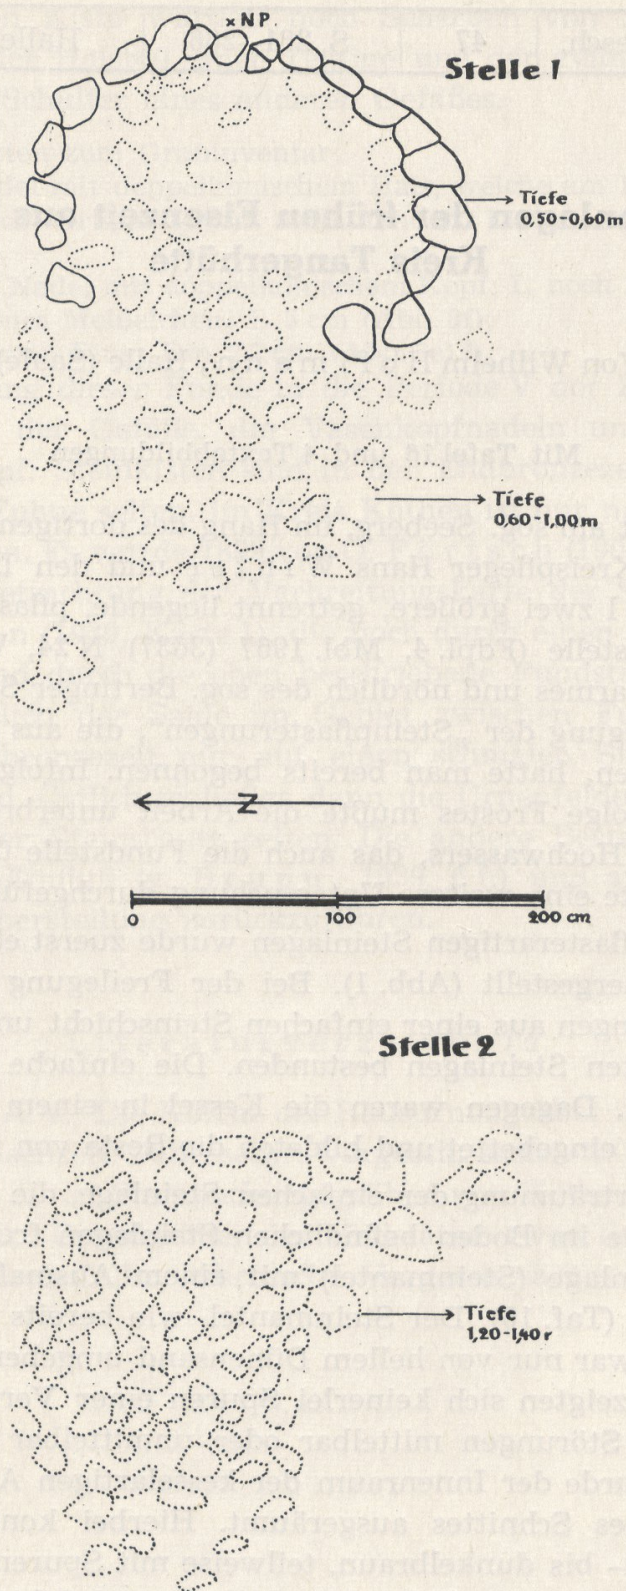 × N P.
Stelle 1
Tiefe
0,50-0,60 m
Tiefe
0,60-1,00 m
N
0 100 200 cm
Stelle 2
Tiefe
1,20-1,40 r